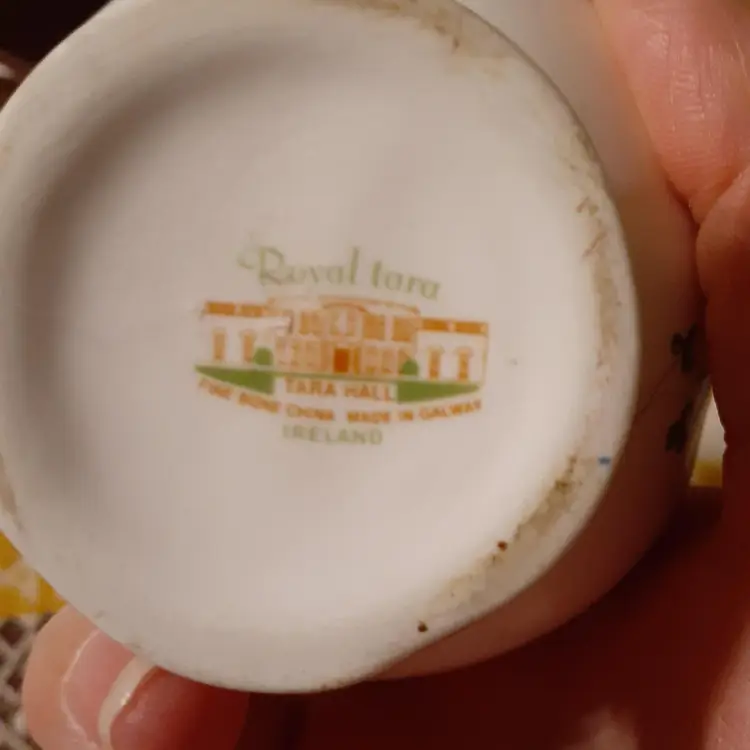 Royal tara
TARA HALL
FINE BONE CHINA MADE IN GALWAY
IRELAND